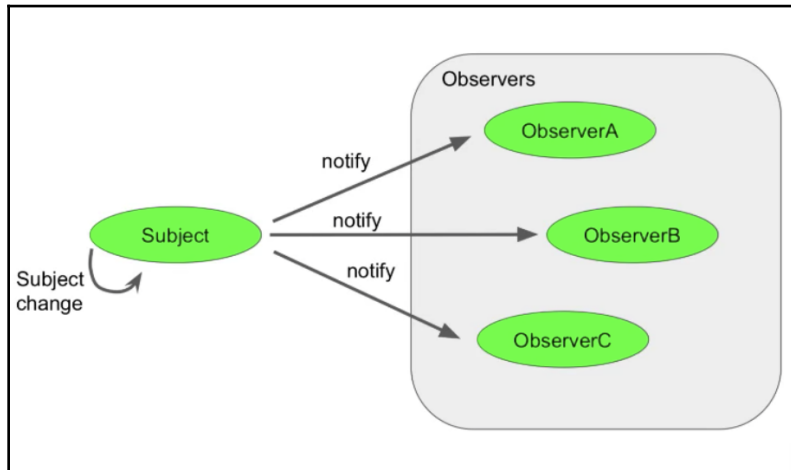 Observers
ObserverA
notify
notify
Subject
ObserverB
notify
Subject
change
ObserverC